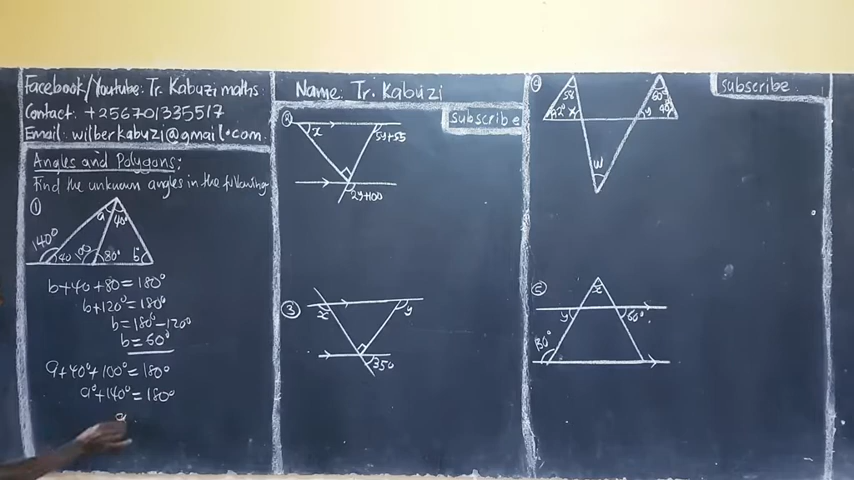 Facebook/Youtube: Tr. Kabuzi maths
Contact: +256701335517
Email: wilberkabuzi@gmail.com
Angles and Polygons:
Find the unknown angles in the following
①
a 40°
140° 40 100° 80° b
b+40+80=180°
b+120°=180°
b=180°-120°
b=60°
a+40°+100°=180°
a°+140°=180°
a
Name: Tr. Kabuzi
subscribe
②
x
5y+55
2y+100
③
x y
35°
subscribe
58 60°
x y 40°
w
⑤
x
y 60°
130°